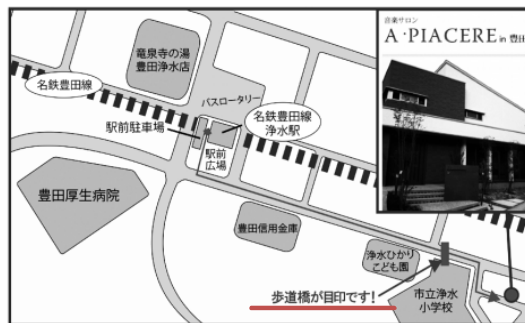 音楽サロン
A・PIACERE in 豊田
竜泉寺の湯
豊田浄水店
名鉄豊田線
バスロータリー
駅前駐車場
名鉄豊田線
浄水駅
駅前
広場
豊田厚生病院
豊田信用金庫
浄水ひかり
こども園
歩道橋が目印です!
市立浄水
小学校